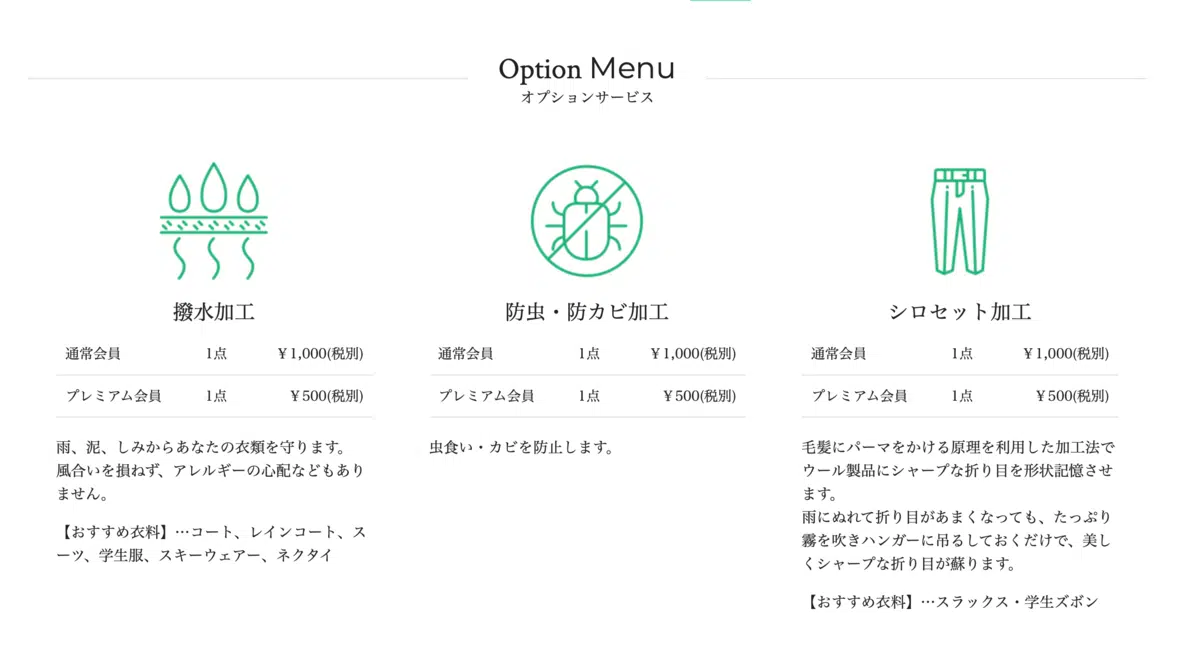 Option Menu
オプションサービス
撥水加工
通常会員 1点 ￥1,000(税別)
プレミアム会員 1点 ￥500(税別)
雨、泥、しみからあなたの衣類を守ります。
風合いを損ねず、アレルギーの心配などもあり
ません。
【おすすめ衣料】…コート、レインコート、ス
ーツ、学生服、スキーウェアー、ネクタイ
防虫・防カビ加工
通常会員 1点 ￥1,000(税別)
プレミアム会員 1点 ￥500(税別)
虫食い・カビを防止します。
シロセット加工
通常会員 1点 ￥1,000(税別)
プレミアム会員 1点 ￥500(税別)
毛髪にパーマをかける原理を利用した加工法で
ウール製品にシャープな折り目を形状記憶させ
ます。
雨にぬれて折り目があまくなっても、たっぷり
霧を吹きハンガーに吊るしておくだけで、美し
くシャープな折り目が蘇ります。
【おすすめ衣料】…スラックス・学生ズボン